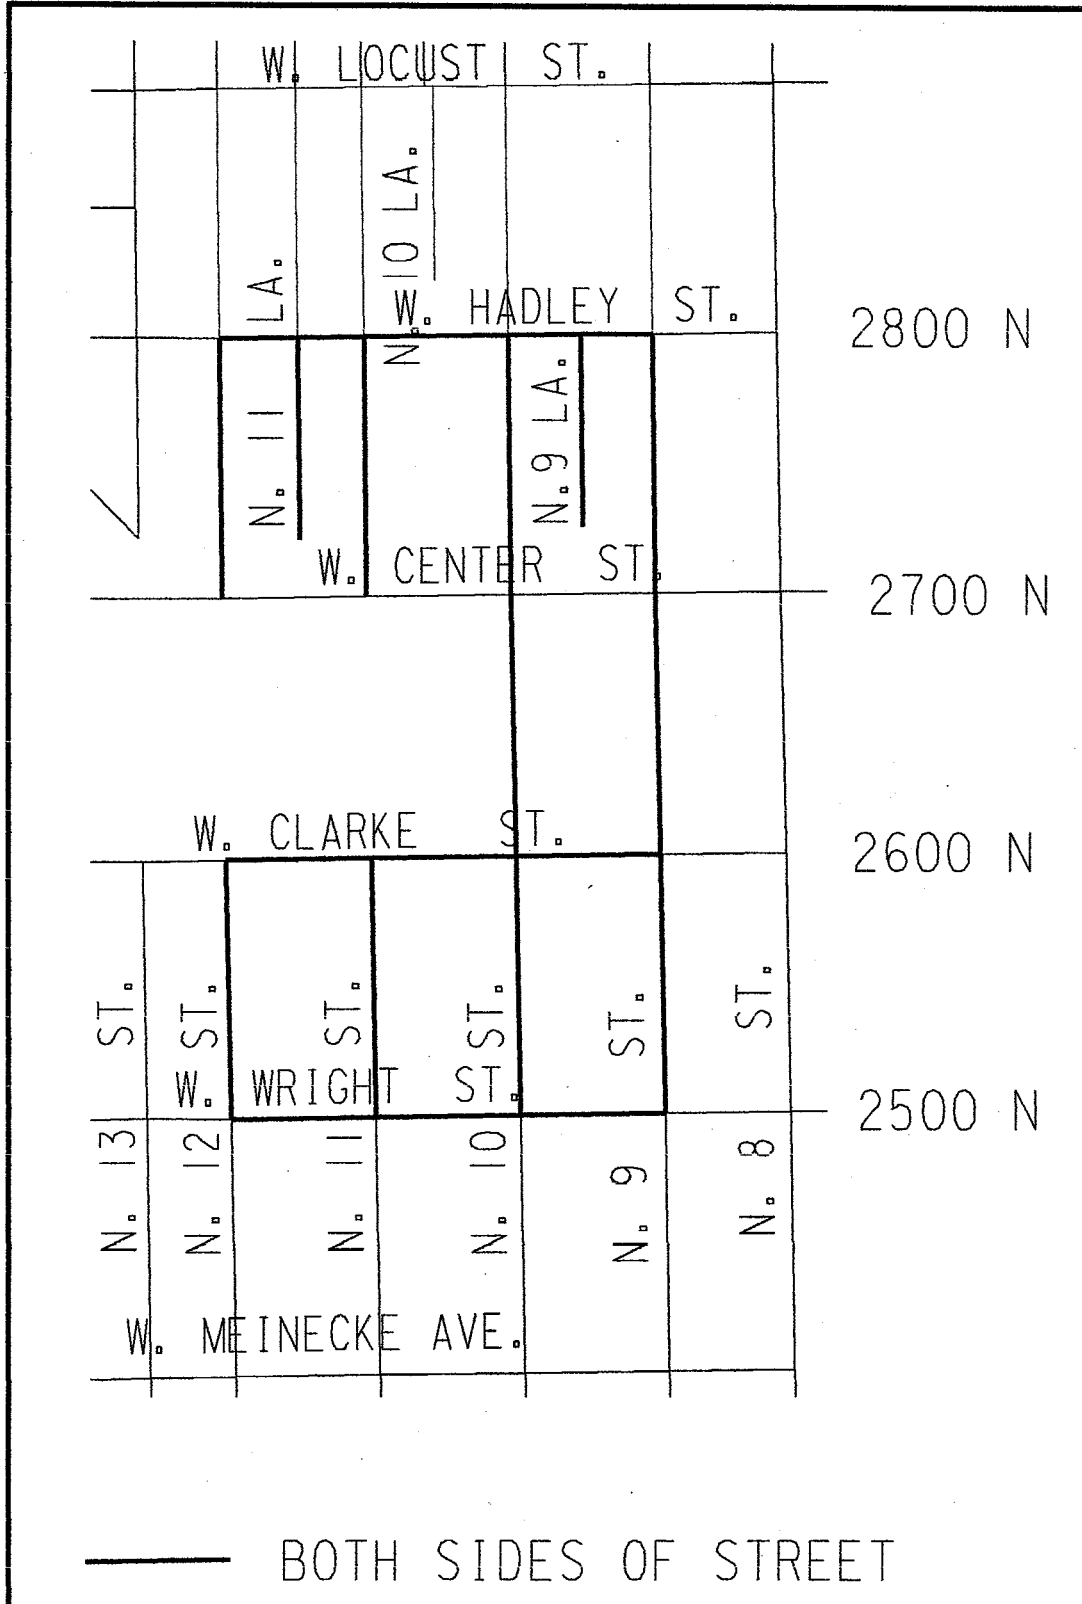 W. LOCUST ST.
N. 10 LA.
N. 11 LA.
W. HADLEY ST.
2800 N
N. 9 LA.
W. CENTER ST.
2700 N
W. CLARKE ST.
2600 N
W. WRIGHT ST.
2500 N
N. 13 ST.
N. 12 ST.
N. 11 ST.
N. 10 ST.
N. 9 ST.
N. 8 ST.
W. MEINECKE AVE.
BOTH SIDES OF STREET